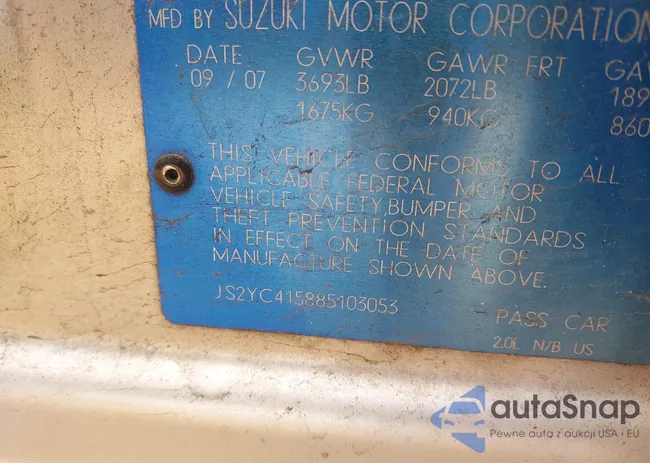 MFD BY SUZUKI MOTOR CORPORATION
DATE GVWR GAWR FRT
09 / 07 3693LB 2072LB
1675KG 940KG
THIS VEHICLE CONFORMS TO ALL
APPLICABLE FEDERAL MOTOR
VEHICLE SAFETY,BUMPER AND
THEFT PREVENTION STANDARDS
IN EFFECT ON THE DATE OF
MANUFACTURE SHOWN ABOVE.
JS2YC415885103053
PASS CAR
2.0L N/B US
autaSnap
Pewne auta z aukcji USA i EU